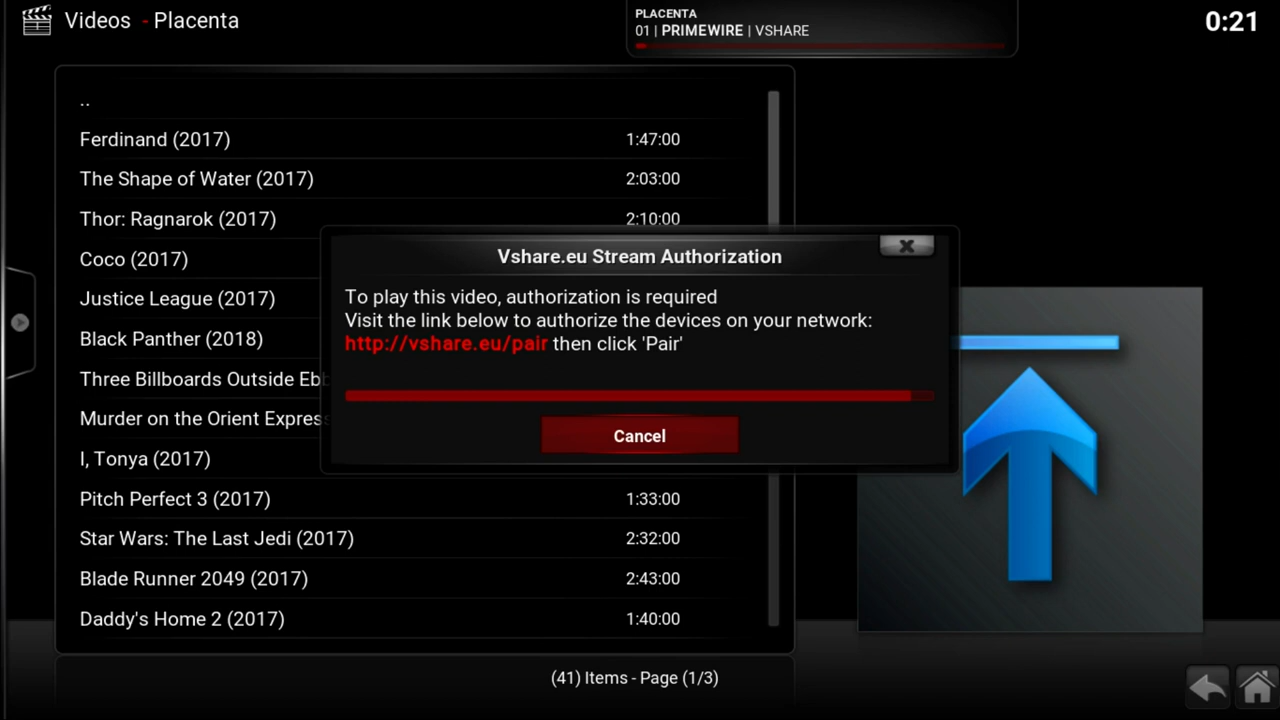 Videos - Placenta
PLACENTA
01 | PRIMEWIRE | VSHARE
0:21
..
Ferdinand (2017) 1:47:00
The Shape of Water (2017) 2:03:00
Thor: Ragnarok (2017) 2:10:00
Coco (2017)
Justice League (2017)
Black Panther (2018)
Three Billboards Outside
Murder on the Orient Express
I, Tonya (2017)
Pitch Perfect 3 (2017) 1:33:00
Star Wars: The Last Jedi (2017) 2:32:00
Blade Runner 2049 (2017) 2:43:00
Daddy's Home 2 (2017) 1:40:00
Vshare.eu Stream Authorization
To play this video, authorization is required
Visit the link below to authorize the devices on your network:
http://vshare.eu/pair then click 'Pair'
Cancel
(41) Items - Page (1/3)